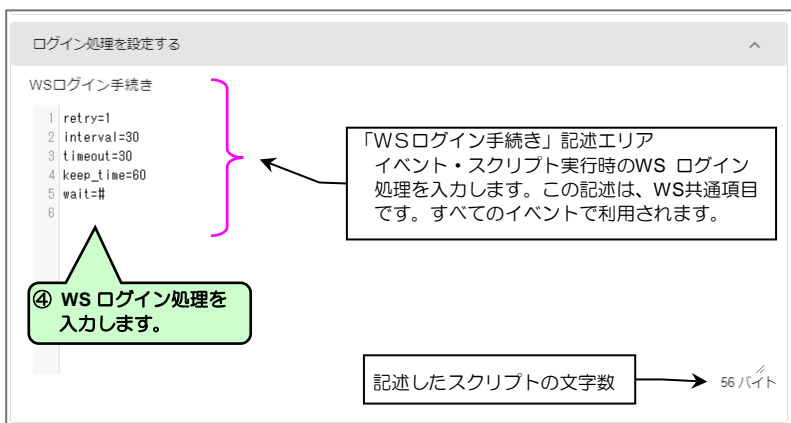 ログイン処理を設定する
WSログイン手続き
1 retry=1
2 interval=30
3 timeout=30
4 keep_time=60
5 wait=#
6
「WSログイン手続き」記述エリア
イベント・スクリプト実行時のWS ログイン
処理を入力します。この記述は、WS共通項目
です。すべてのイベントで利用されます。
④ WS ログイン処理を
入力します。
記述したスクリプトの文字数
56 バイト